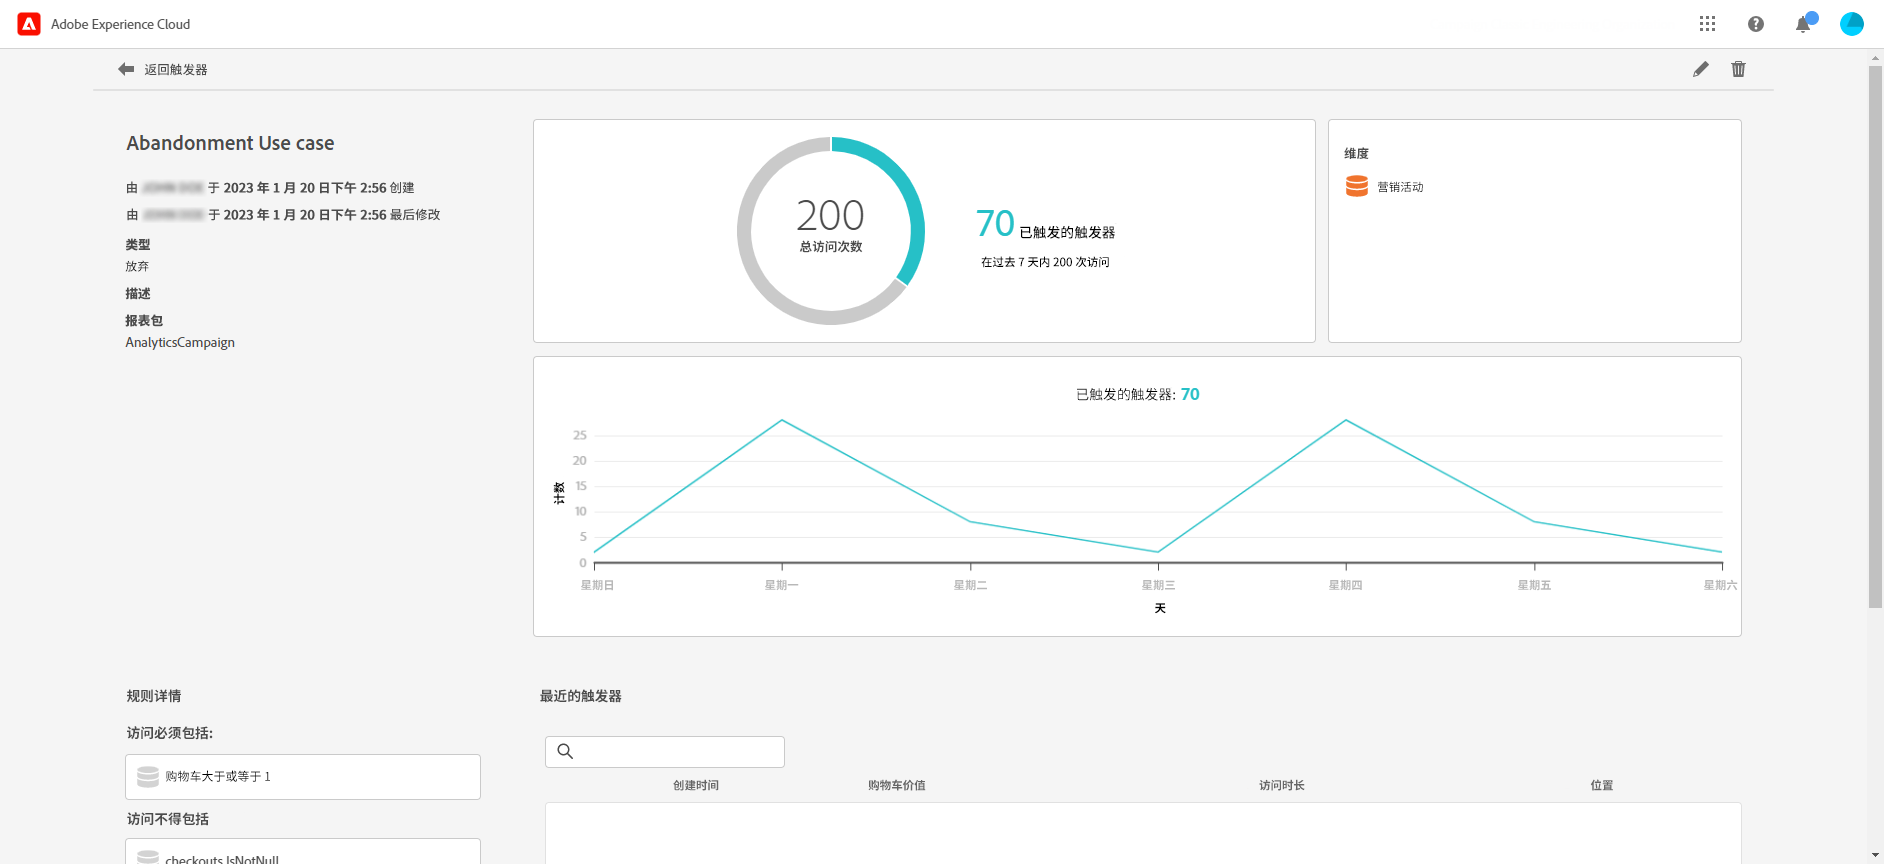 Adobe Experience Cloud
返回触发器
Abandonment Use case
由 于 2023 年 1 月 20 日下午 2:56 创建
由 于 2023 年 1 月 20 日下午 2:56 最后修改
类型
放弃
描述
报表包
AnalyticsCampaign
200
总访问次数
70 已触发的触发器
在过去 7 天内 200 次访问
维度
营销活动
已触发的触发器: 70
25
20
15
10
5
0
计数
星期日 星期一 星期二 星期三 星期四 星期五 星期六
天
规则详情
访问必须包括:
购物车大于或等于 1
访问不得包括
checkouts IsNotNull
最近的触发器
创建时间 购物车价值 访问时长 位置